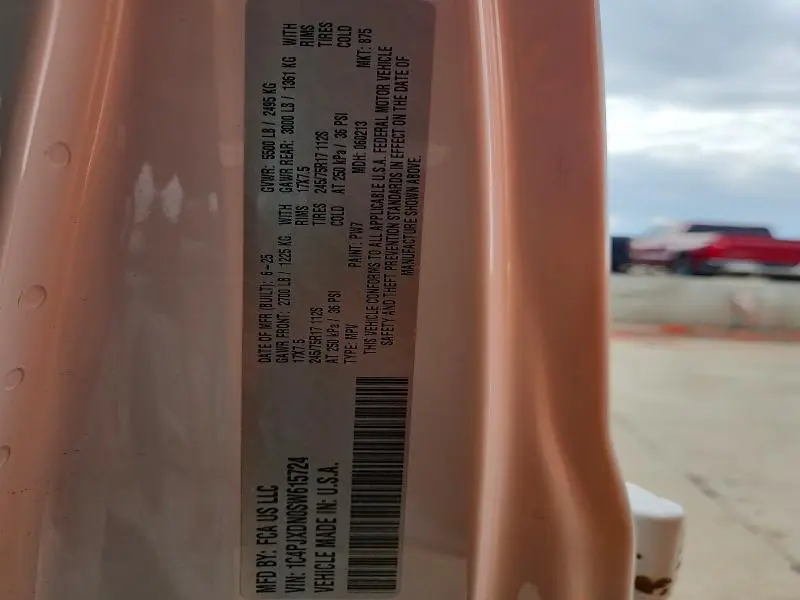 MFD BY: FCA US LLC
VIN: 1C4PJXDN0SW615724
VEHICLE MADE IN: U.S.A.
DATE OF MFR (BUILT): 6-25 GVWR: 5500 LB / 2495 KG
GAWR FRONT: 2700 LB / 1225 KG WITH GAWR REAR: 3000 LB / 1361 KG WITH
17X7.5 RIMS 17X7.5 RIMS
245/75R17 112S TIRES 245/75R17 112S TIRES
AT 250 kPa / 36 PSI COLD AT 250 kPa / 36 PSI COLD
TYPE: MPV PAINT: PW7 MDH: 060213 MKT: 875
THIS VEHICLE CONFORMS TO ALL APPLICABLE U.S.A. FEDERAL MOTOR VEHICLE
SAFETY AND THEFT PREVENTION STANDARDS IN EFFECT ON THE DATE OF
MANUFACTURE SHOWN ABOVE.